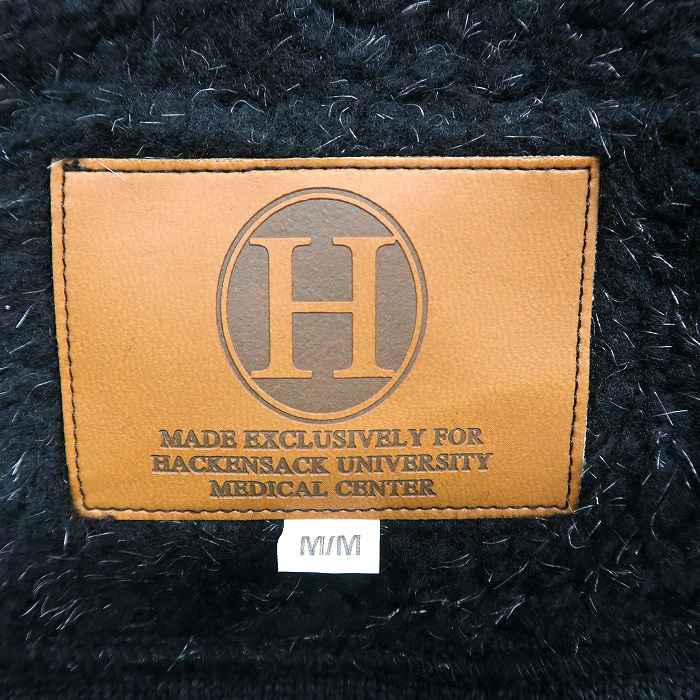 H
MADE EXCLUSIVELY FOR
HACKENSACK UNIVERSITY
MEDICAL CENTER
M/M